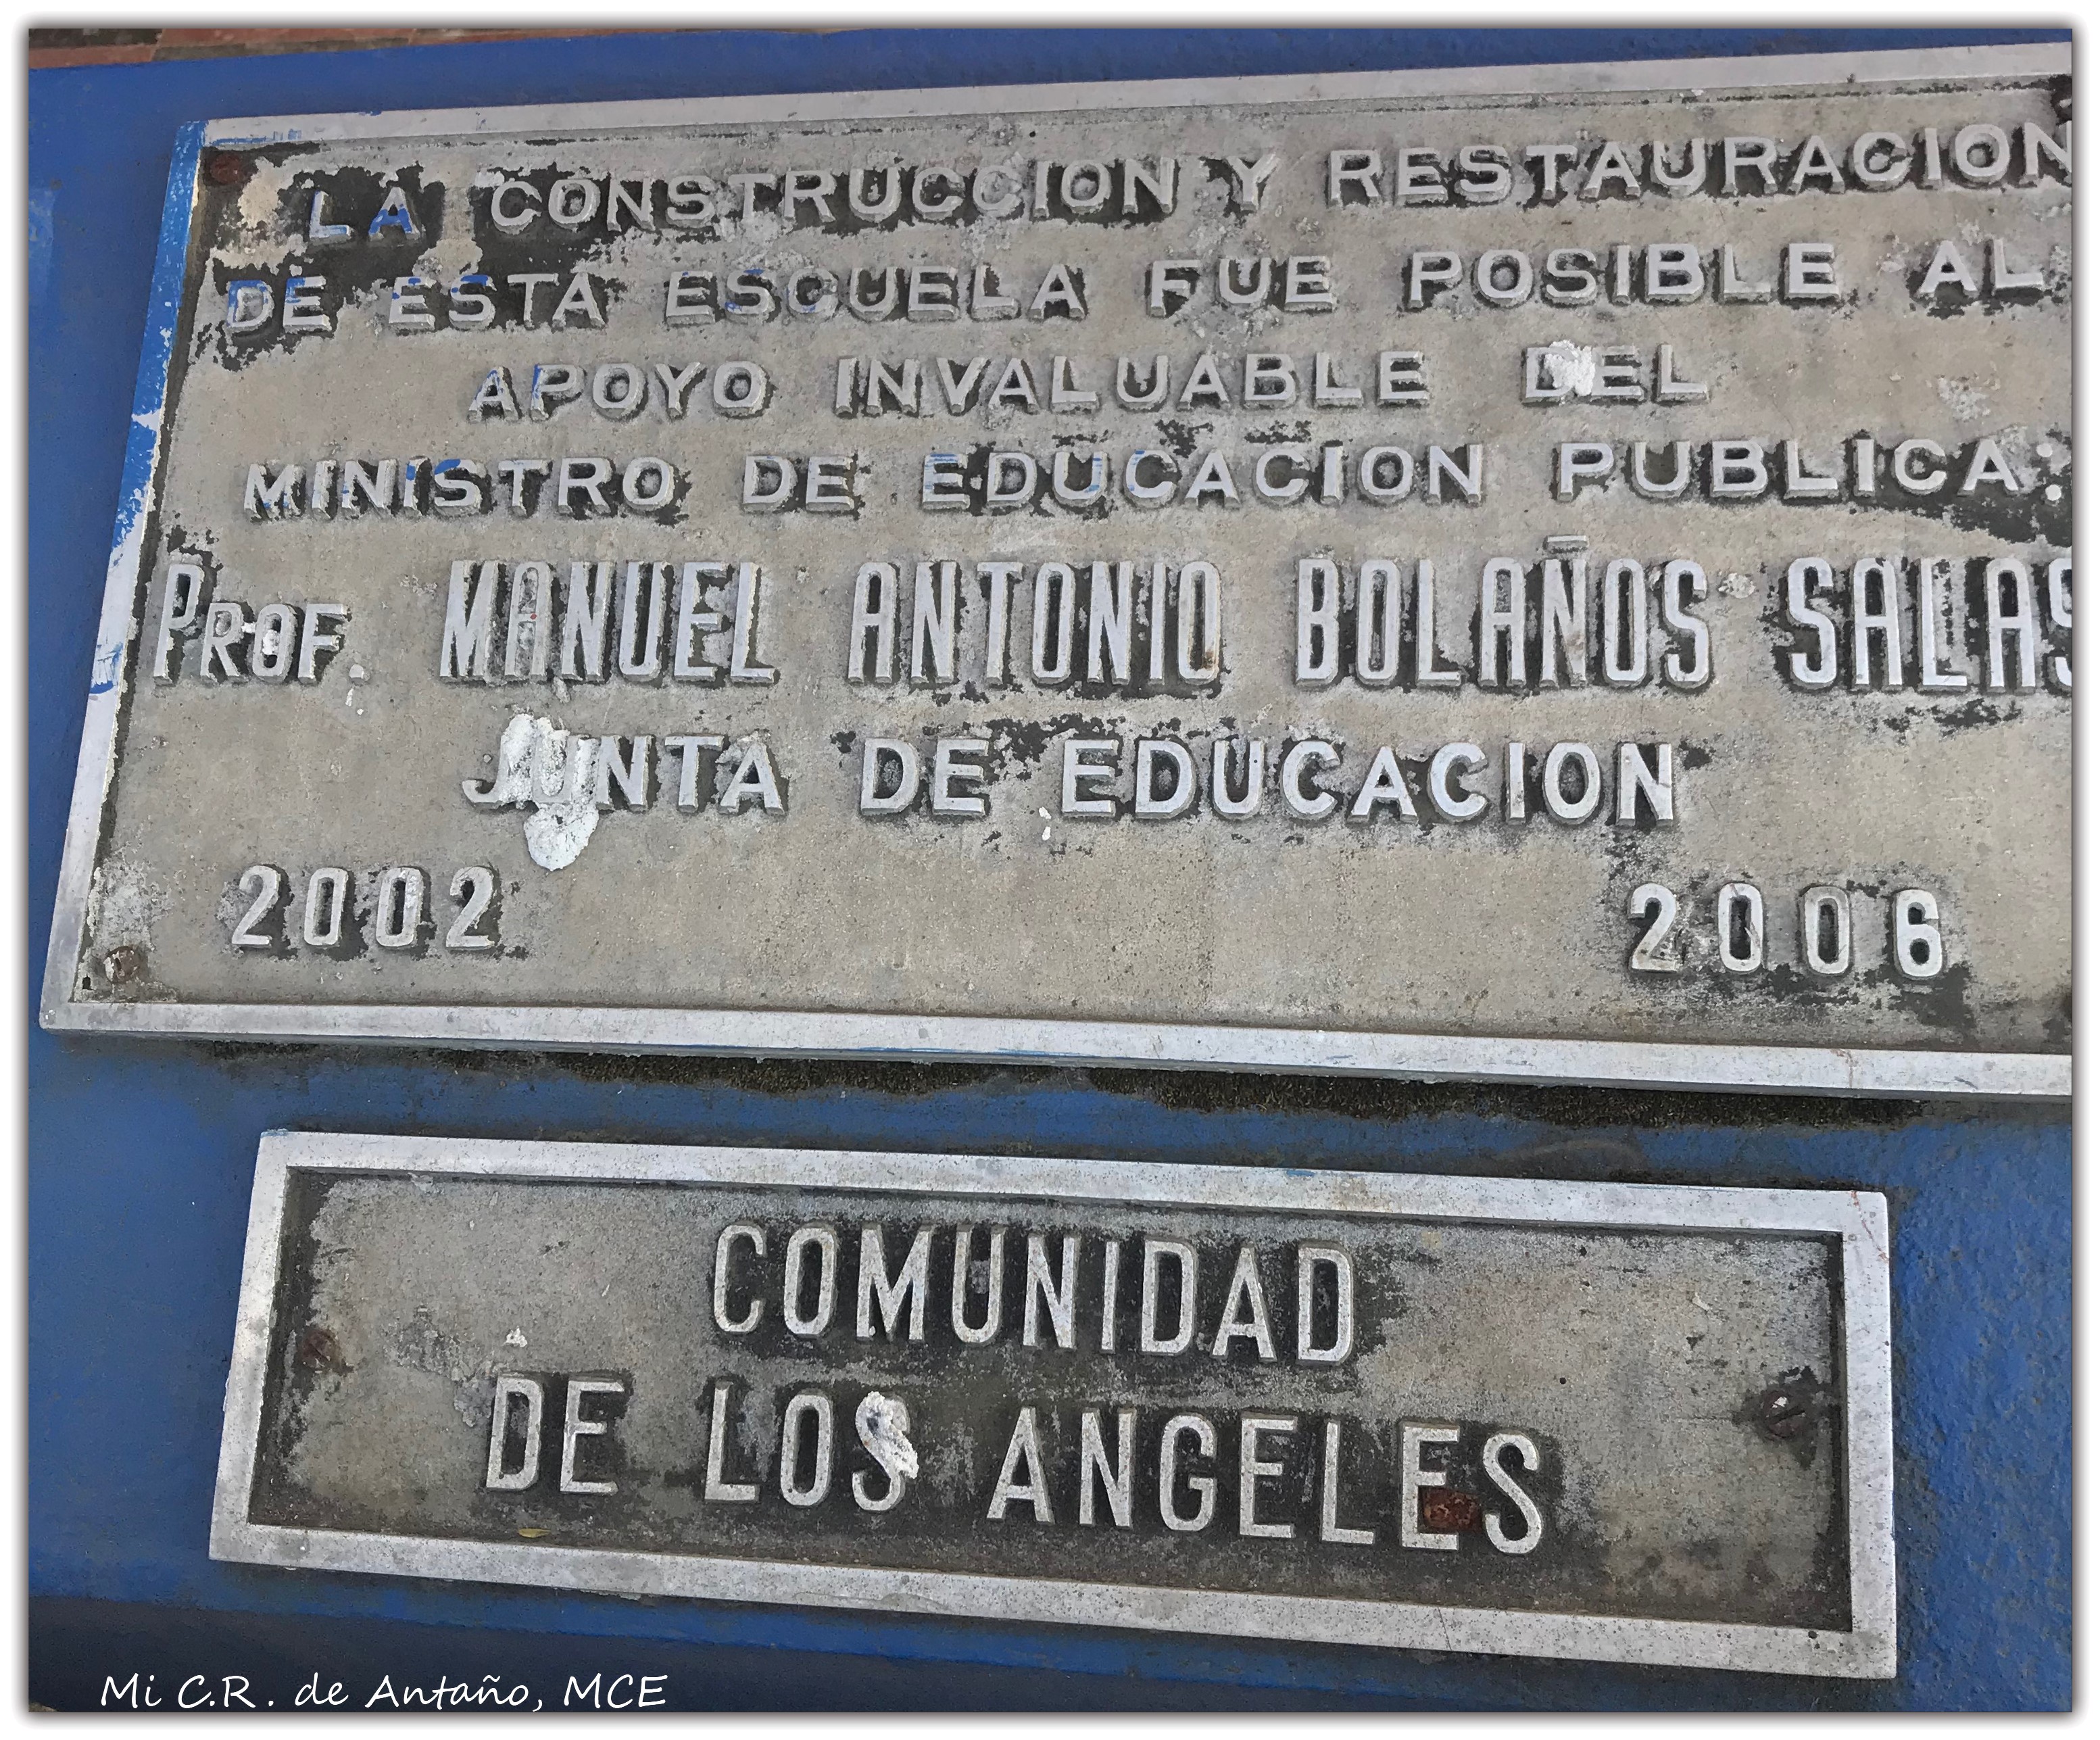 LA CONSTRUCCION Y RESTAURACION
DE ESTA ESCUELA FUE POSIBLE AL
APOYO INVALUABLE DEL
MINISTRO DE EDUCACION PUBLICA:
PROF. MANUEL ANTONIO BOLAÑOS SALAS
JUNTA DE EDUCACION
2002 2006
COMUNIDAD
DE LOS ANGELES
Mi C.R. de Antaño, MCE